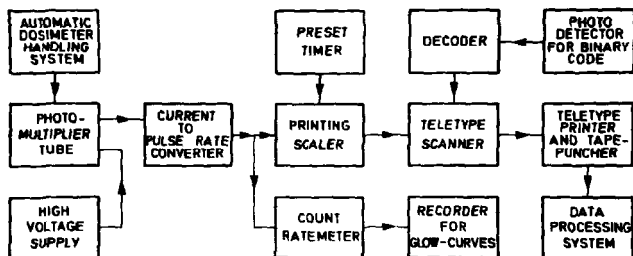 AUTOMATIC
DOSIMETER
HANDLING
SYSTEM
PRESET
TIMER
DECODER
PHOTO
DETECTOR
FOR BINARY
CODE
PHOTO-
MULTIPLIER
TUBE
CURRENT
TO
PULSE RATE
CONVERTER
PRINTING
SCALER
TELETYPE
SCANNER
TELETYPE
PRINTER
AND TAPE-
PUNCHER
HIGH
VOLTAGE
SUPPLY
COUNT
RATEMETER
RECORDER
FOR
GLOW-CURVES
DATA
PROCESSING
SYSTEM